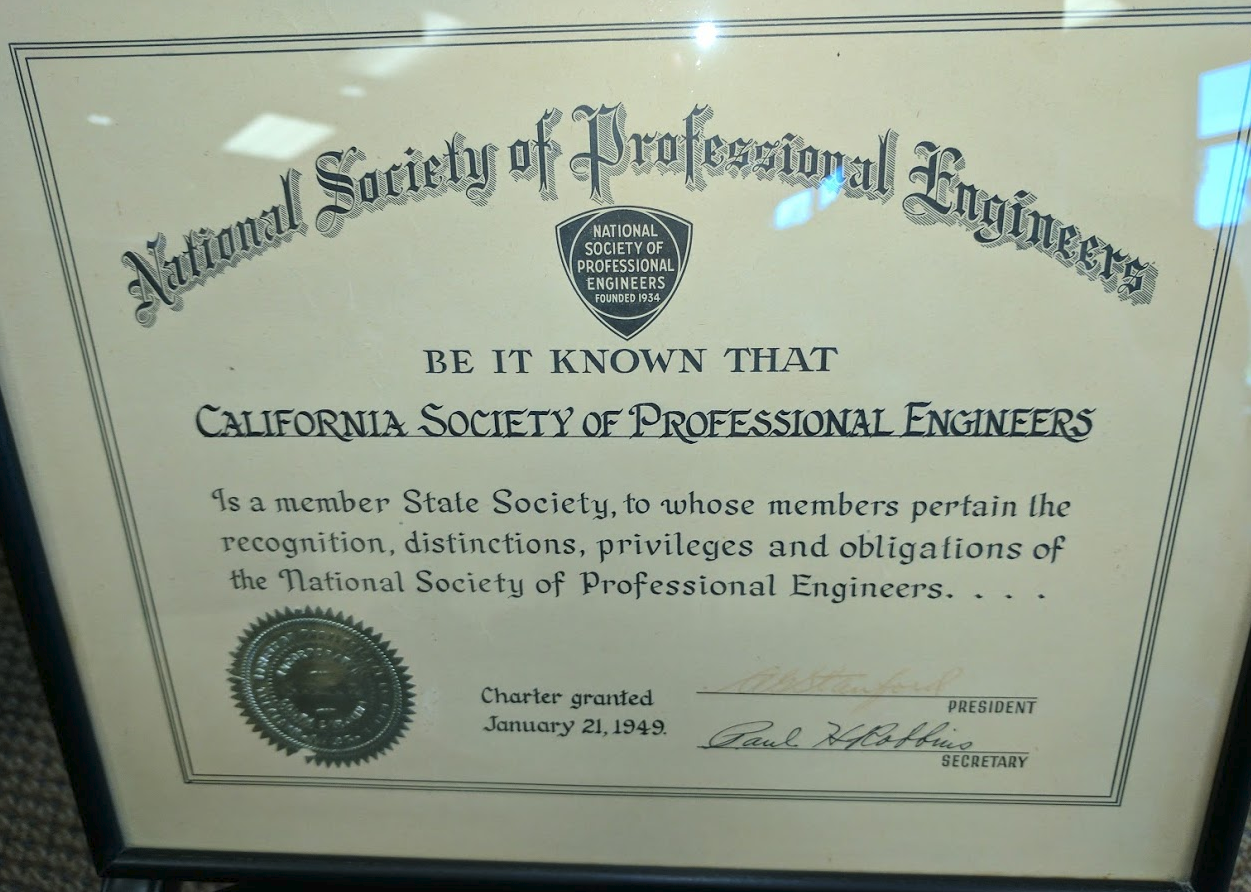 National Society of Professional Engineers
NATIONAL
SOCIETY OF
PROFESSIONAL
ENGINEERS
FOUNDED 1934
BE IT KNOWN THAT
CALIFORNIA SOCIETY OF PROFESSIONAL ENGINEERS
Is a member State Society, to whose members pertain the
recognition, distinctions, privileges and obligations of
the National Society of Professional Engineers. . . .
Charter granted
January 21, 1949.
Stanford
PRESIDENT
Paul H Robbins
SECRETARY